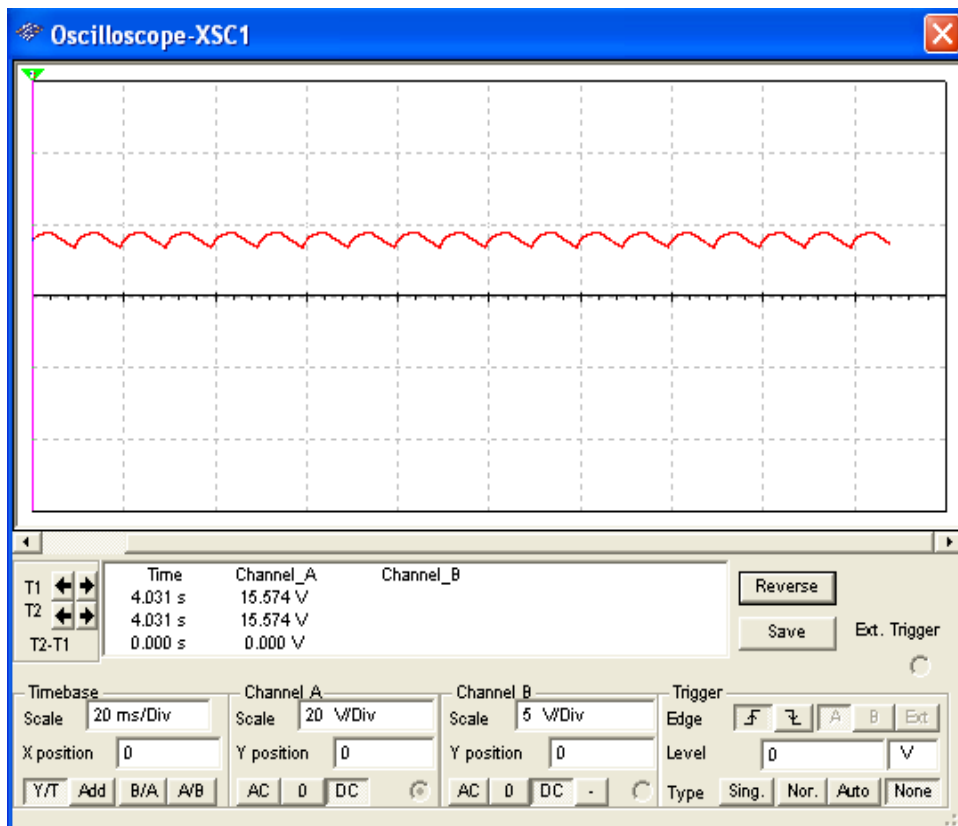 Oscilloscope-XSC1
Time Channel_A Channel_B
T1 4.031 s 15.574 V
T2 4.031 s 15.574 V
T2-T1 0.000 s 0.000 V
Reverse
Save
Ext. Trigger
Timebase
Scale 20 ms/Div
X position 0
Y/T Add B/A A/B
Channel A
Scale 20 V/Div
Y position 0
AC 0 DC
Channel B
Scale 5 V/Div
Y position 0
AC 0 DC -
Trigger
Edge A B Ext
Level 0 V
Type Sing. Nor. Auto None